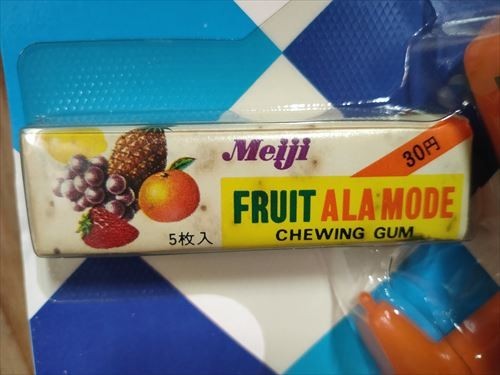 Meiji
30円
FRUIT ALA MODE
CHEWING GUM
5枚入